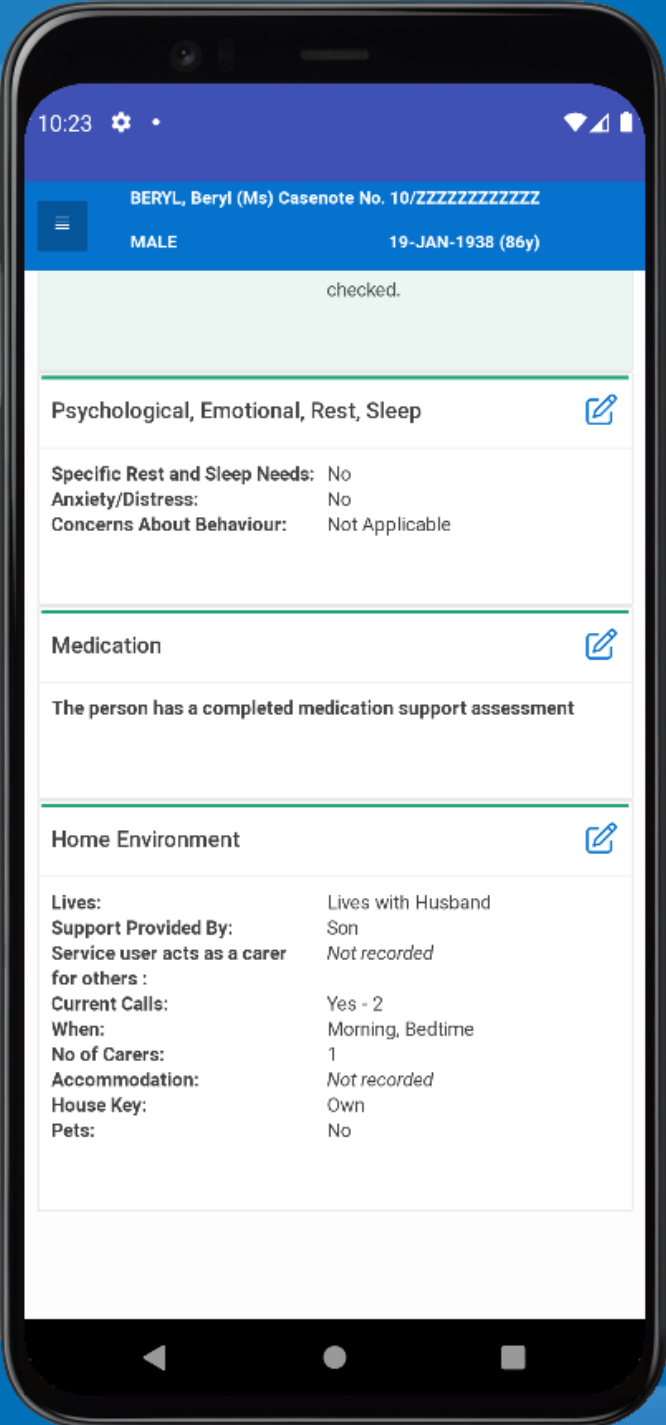 10:23
BERYL, Beryl (Ms) Casenote No. 10/ZZZZZZZZZZZZ
MALE 19-JAN-1938 (86y)
checked.
Psychological, Emotional, Rest, Sleep
Specific Rest and Sleep Needs: No
Anxiety/Distress: No
Concerns About Behaviour: Not Applicable
Medication
The person has a completed medication support assessment
Home Environment
Lives: Lives with Husband
Support Provided By: Son
Service user acts as a carer Not recorded
for others :
Current Calls: Yes - 2
When: Morning, Bedtime
No of Carers: 1
Accommodation: Not recorded
House Key: Own
Pets: No